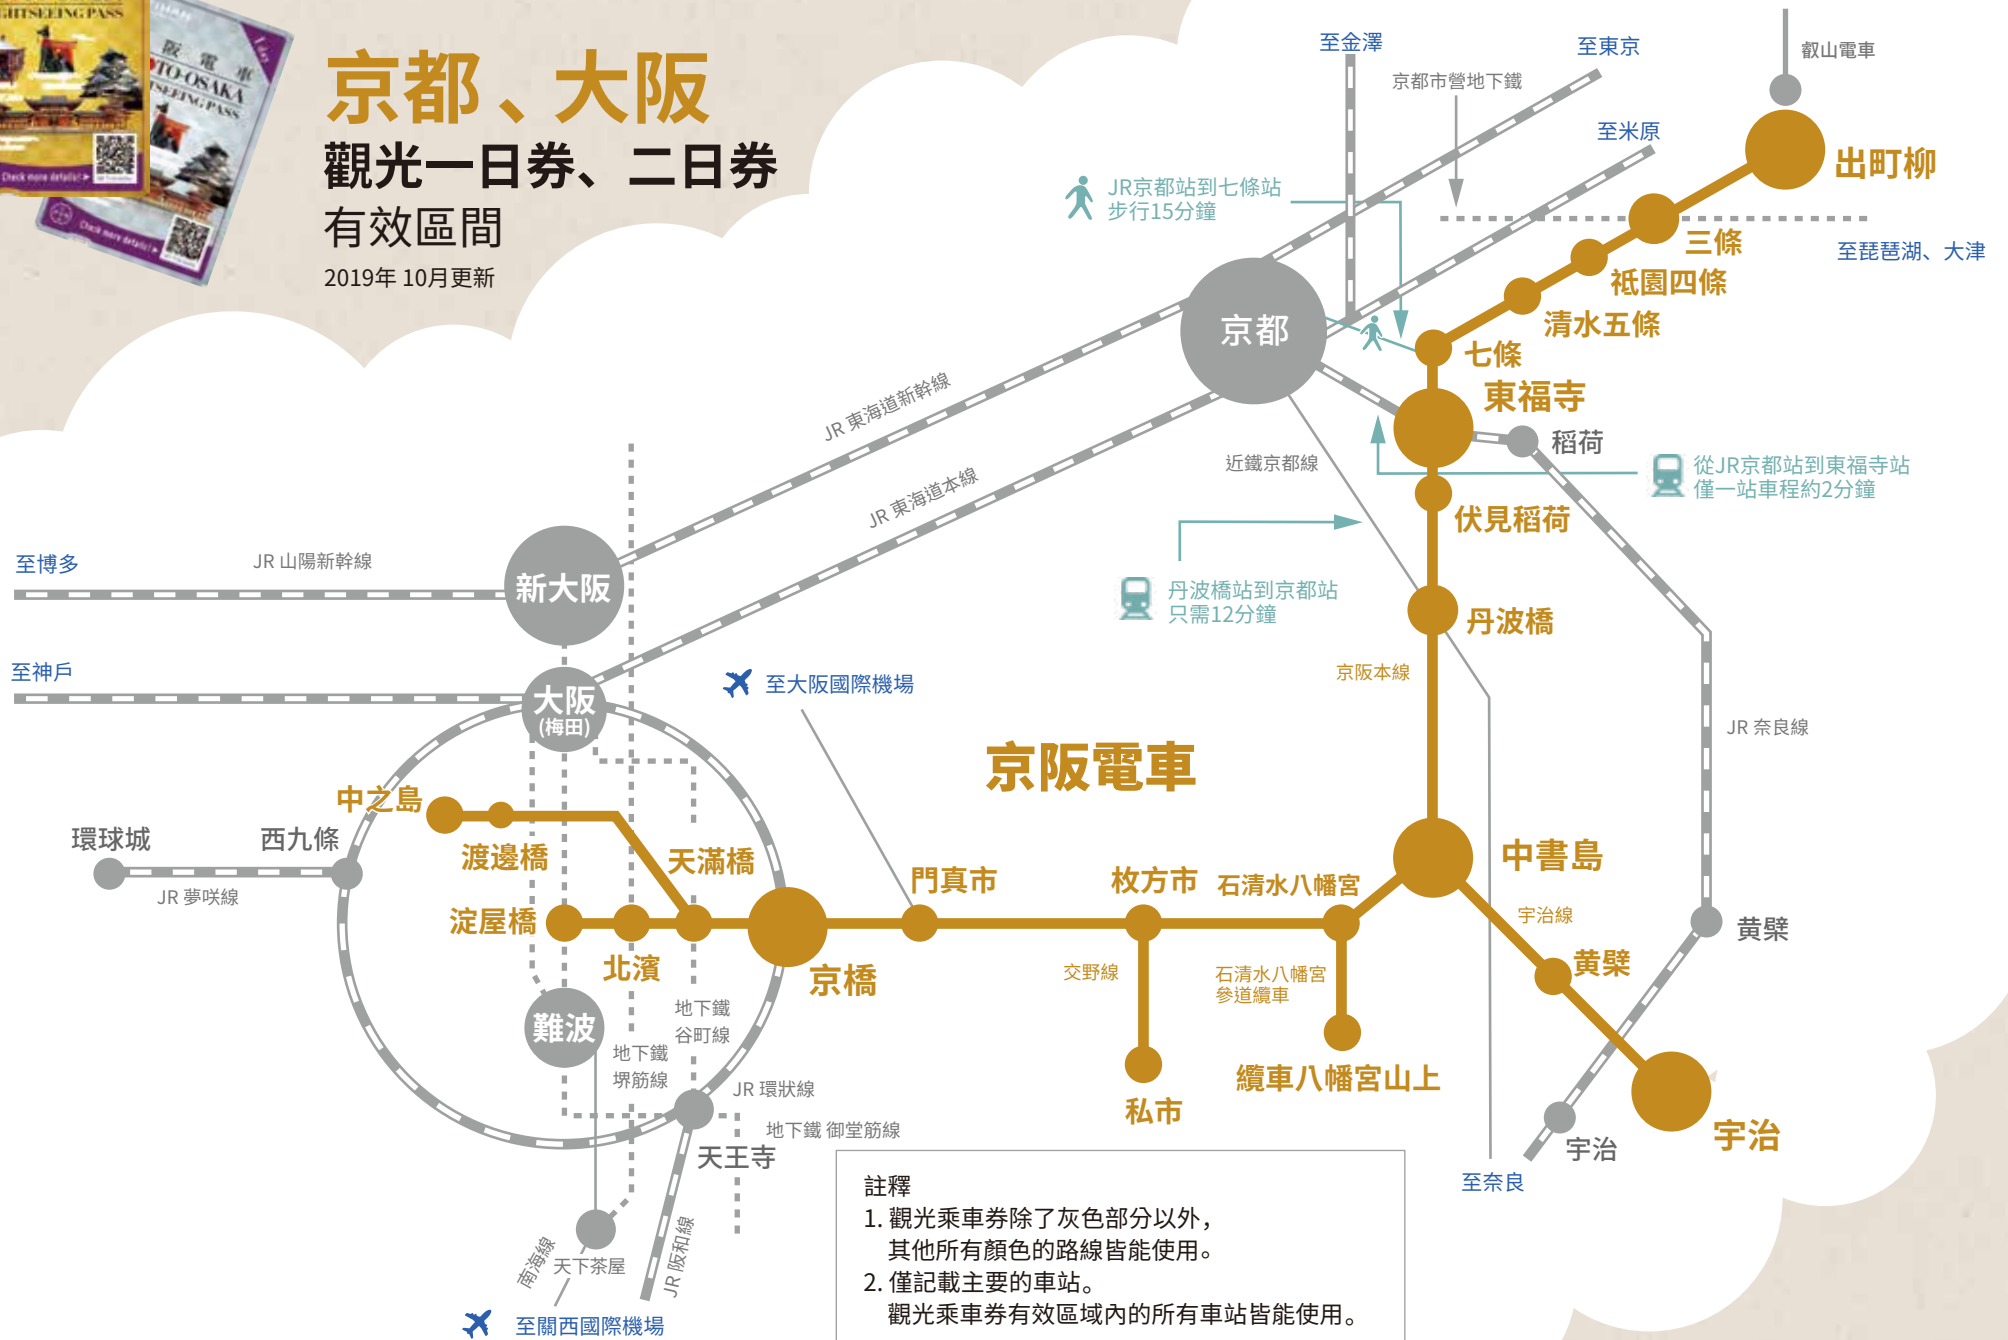 GHTSEEING PASS
Check more details!
1day
阪電車
TO-OSAKA
TSEEING PASS
Check more details!
京都、大阪
觀光一日券、二日券
有效區間
2019年 10月更新
至金澤
至東京
京都市營地下鐵
至米原
叡山電車
出町柳
JR京都站到七條站
步行15分鐘
三條
至琵琶湖、大津
祇園四條
清水五條
京都
七條
東福寺
JR 東海道新幹線
稻荷
近鐵京都線
從JR京都站到東福寺站
僅一站車程約2分鐘
JR 東海道本線
伏見稻荷
至博多
JR 山陽新幹線
新大阪
丹波橋站到京都站
只需12分鐘
丹波橋
至神戶
京阪本線
大阪
(梅田)
至大阪國際機場
JR 奈良線
京阪電車
中之島
環球城
西九條
渡邊橋
天滿橋
門真市
枚方市
石清水八幡宮
中書島
JR 夢咲線
淀屋橋
宇治線
黄檗
北濱
京橋
交野線
石清水八幡宮
參道纜車
黄檗
難波
地下鐵
谷町線
地下鐵
堺筋線
JR 環狀線
纜車八幡宮山上
私市
地下鐵 御堂筋線
天王寺
宇治
宇治
至奈良
南海線
天下茶屋
JR 阪和線
至關西國際機場
註釋
1. 觀光乘車券除了灰色部分以外，
其他所有顏色的路線皆能使用。
2. 僅記載主要的車站。
觀光乘車券有效區域內的所有車站皆能使用。